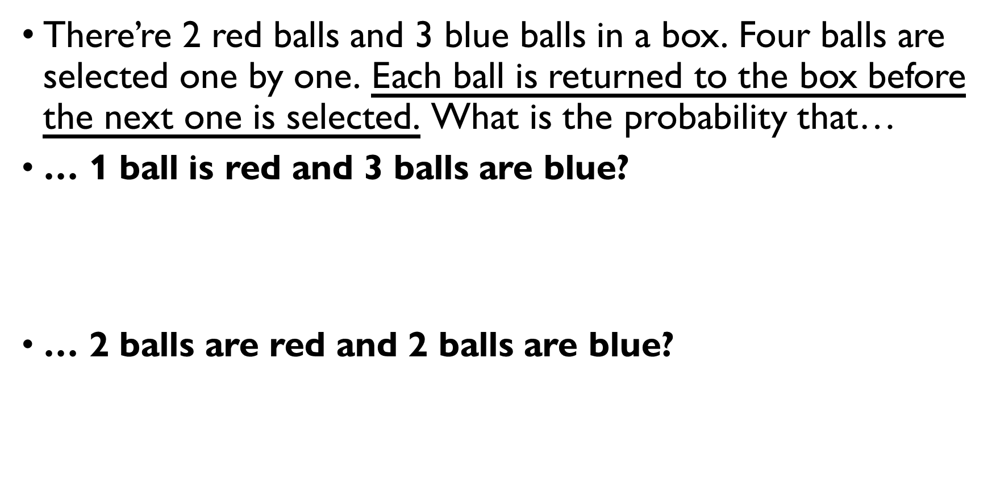 • There’re 2 red balls and 3 blue balls in a box. Four balls are
selected one by one. Each ball is returned to the box before
the next one is selected. What is the probability that…
• … 1 ball is red and 3 balls are blue?
• … 2 balls are red and 2 balls are blue?